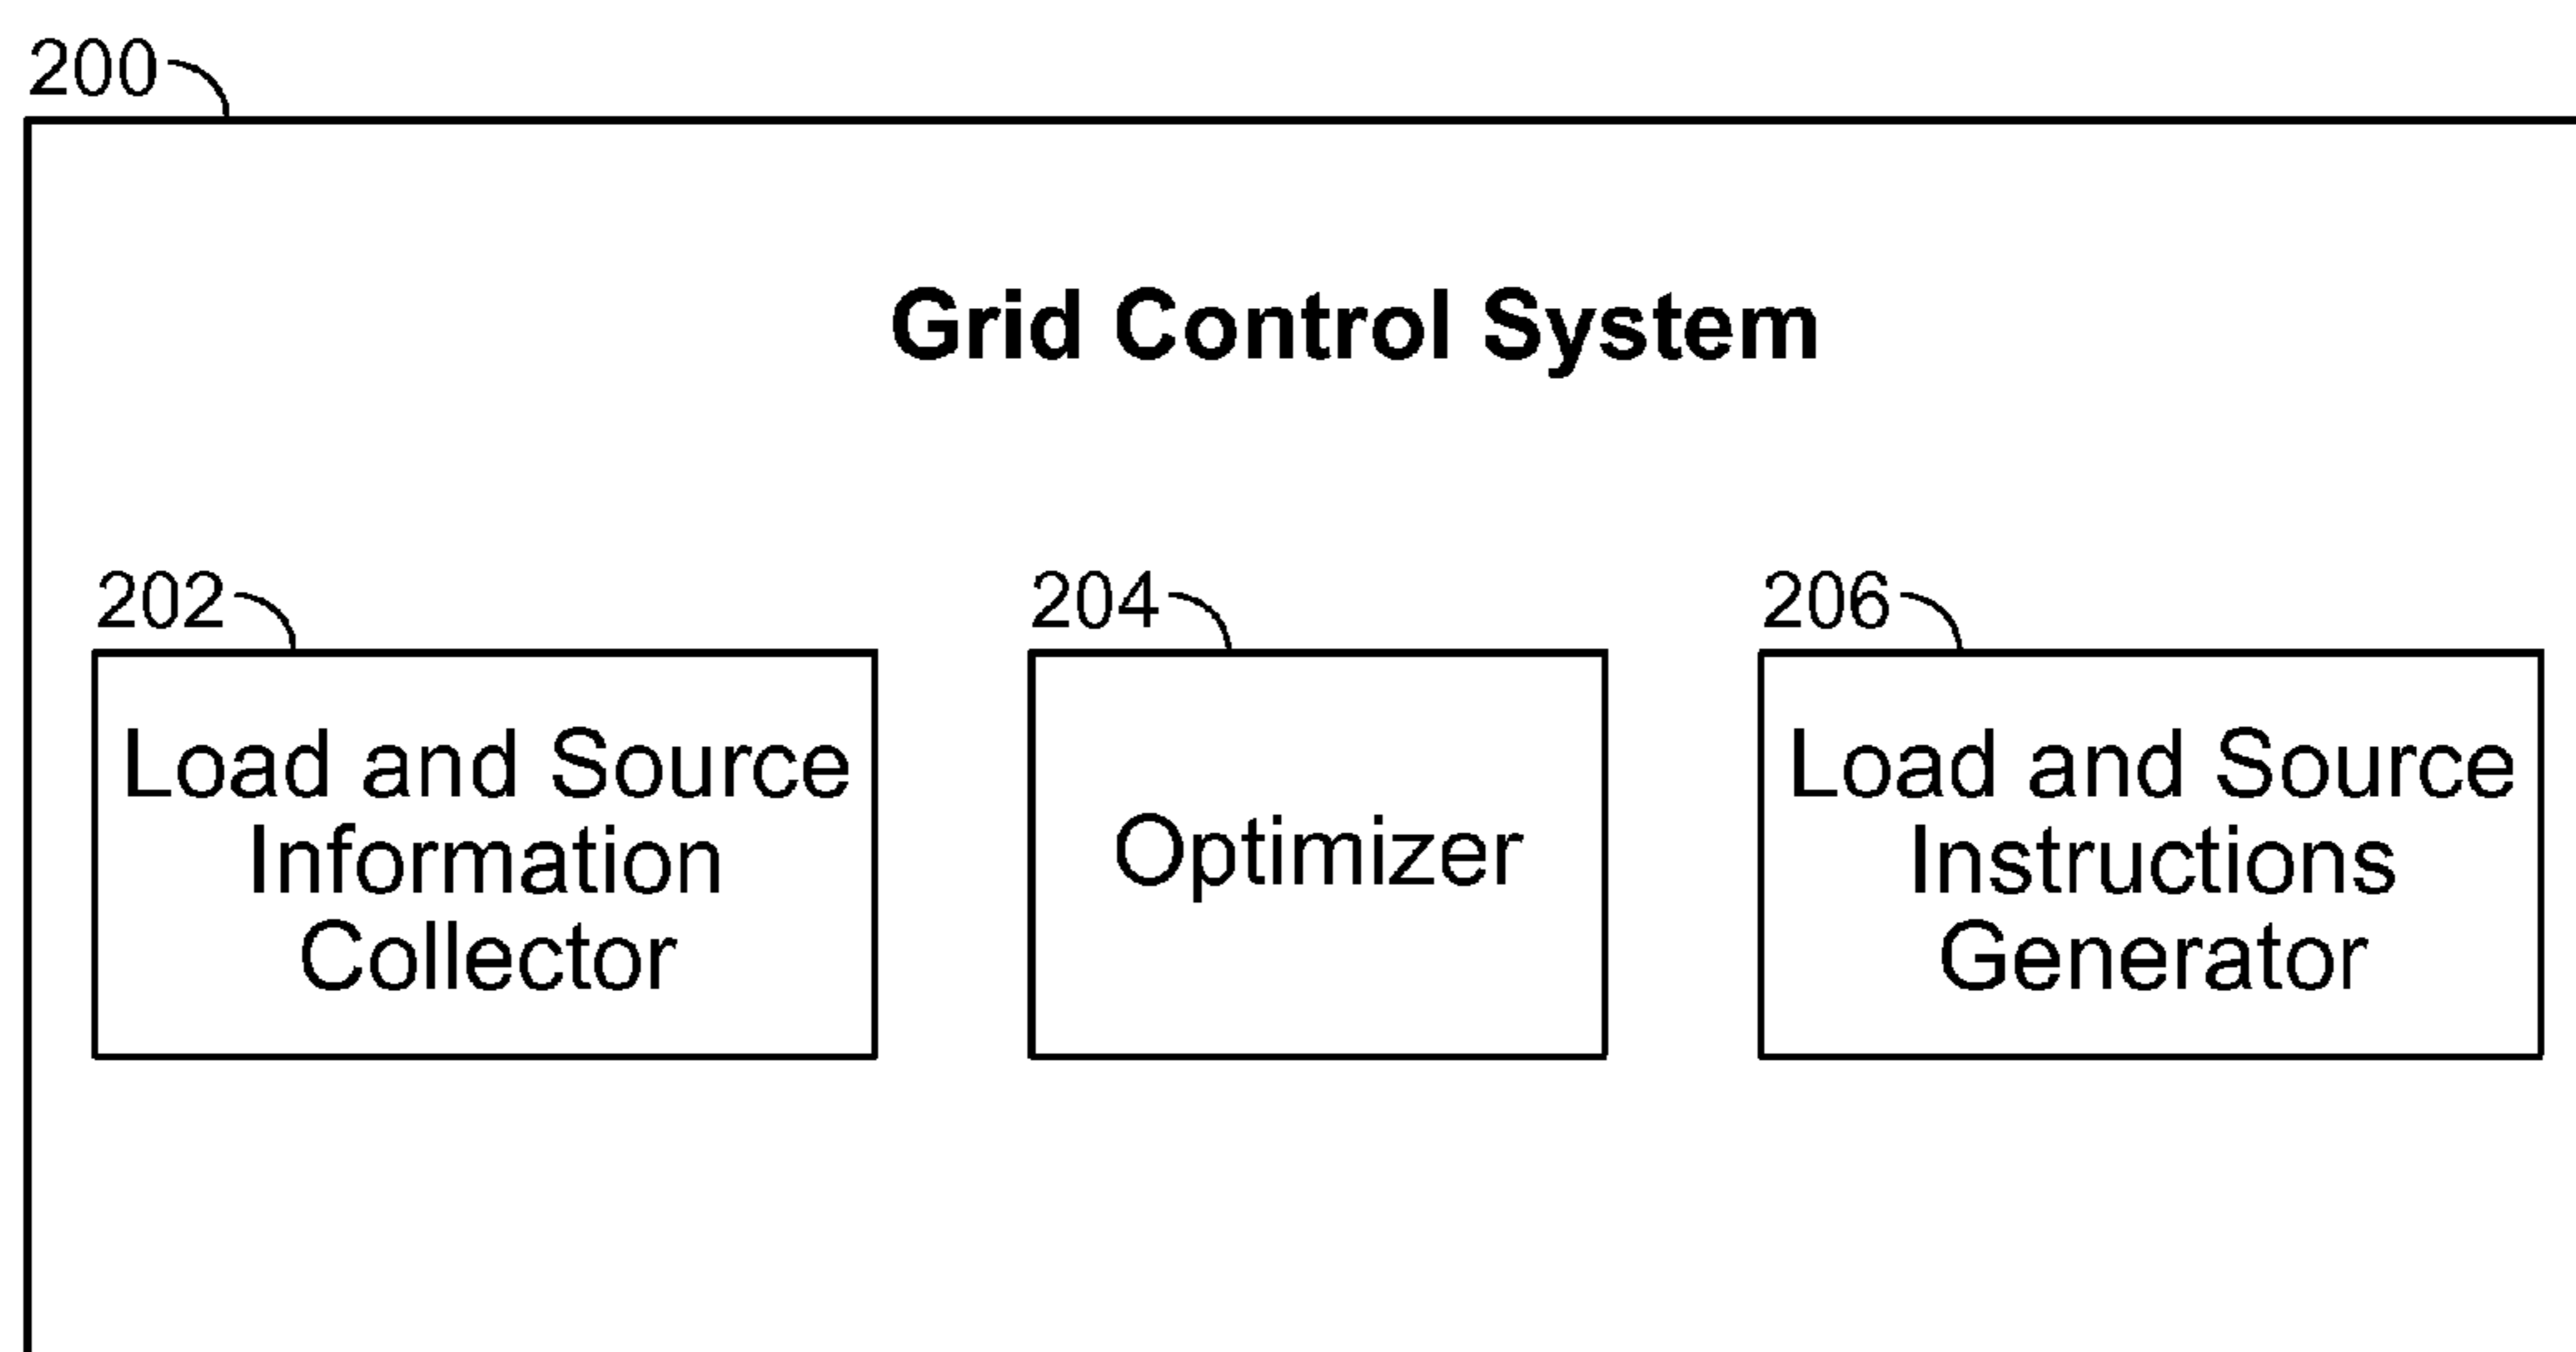 200
Grid Control System
202
204
206
Load and Source
Information
Collector
Optimizer
Load and Source
Instructions
Generator